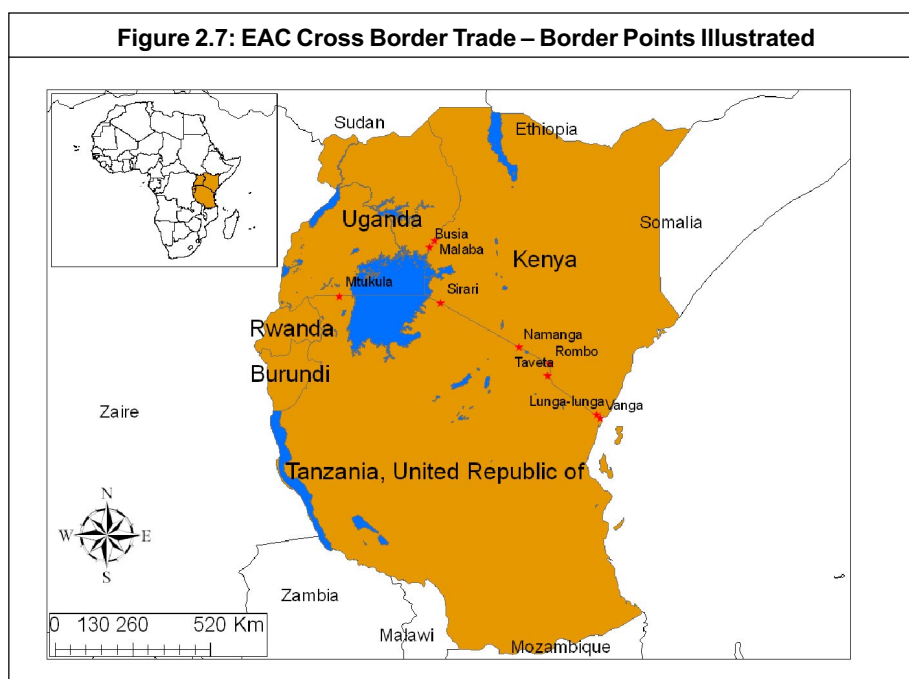 Figure 2.7: EAC Cross Border Trade – Border Points Illustrated
Sudan
Ethiopia
Somalia
Uganda
Busia
Malaba
Kenya
Mtukula
Sirari
Rwanda
Namanga
Rombo
Taveta
Burundi
Lunga-lunga
Vanga
Zaire
Tanzania, United Republic of
N
W E
S
Zambia
0 130 260 520 Km
Malawi
Mozambique